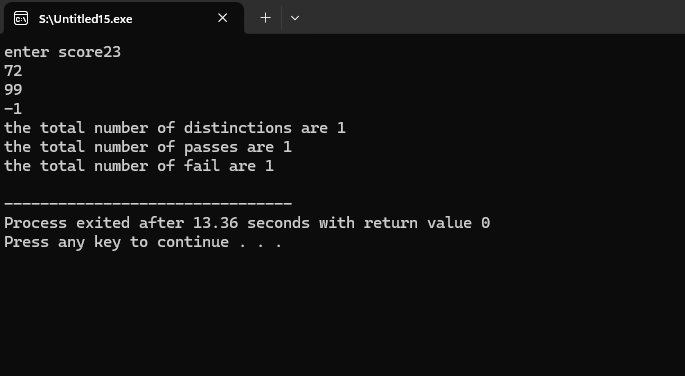 S:\Untitled15.exe
enter score23
72
99
-1
the total number of distinctions are 1
the total number of passes are 1
the total number of fail are 1
--------------------------------
Process exited after 13.36 seconds with return value 0
Press any key to continue . . .